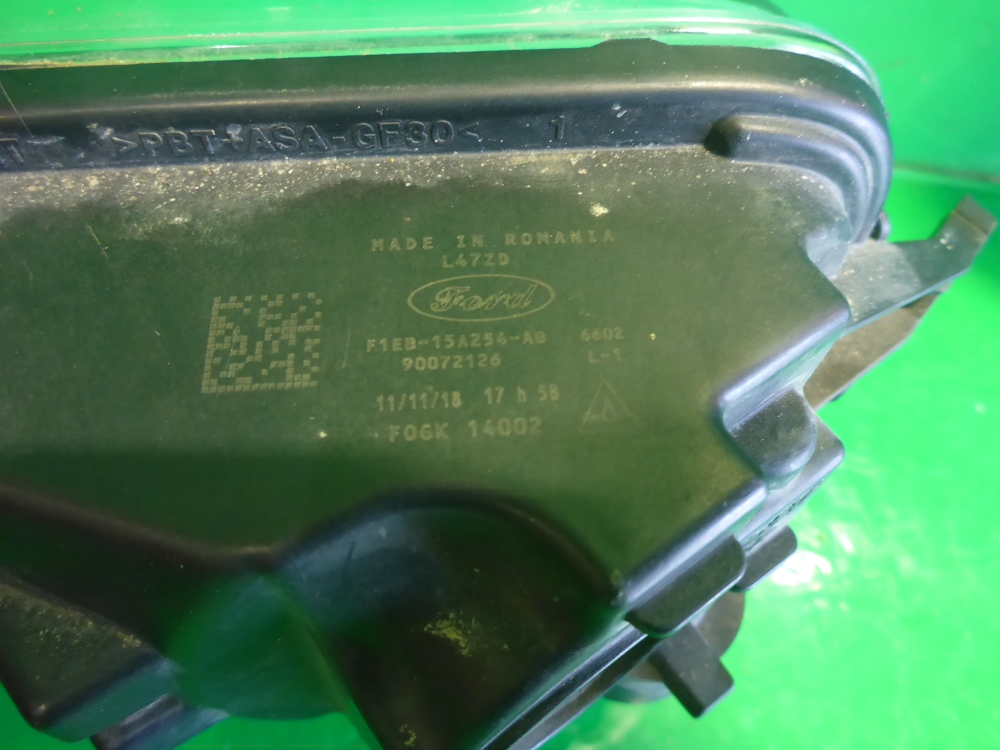 >PBT+ASA-GF30< 1
MADE IN ROMANIA
L47ZD
Ford
F1EB-15A254-AB 6602
90072126 L-1
11/11/18 17 h 58
FOGK 14002